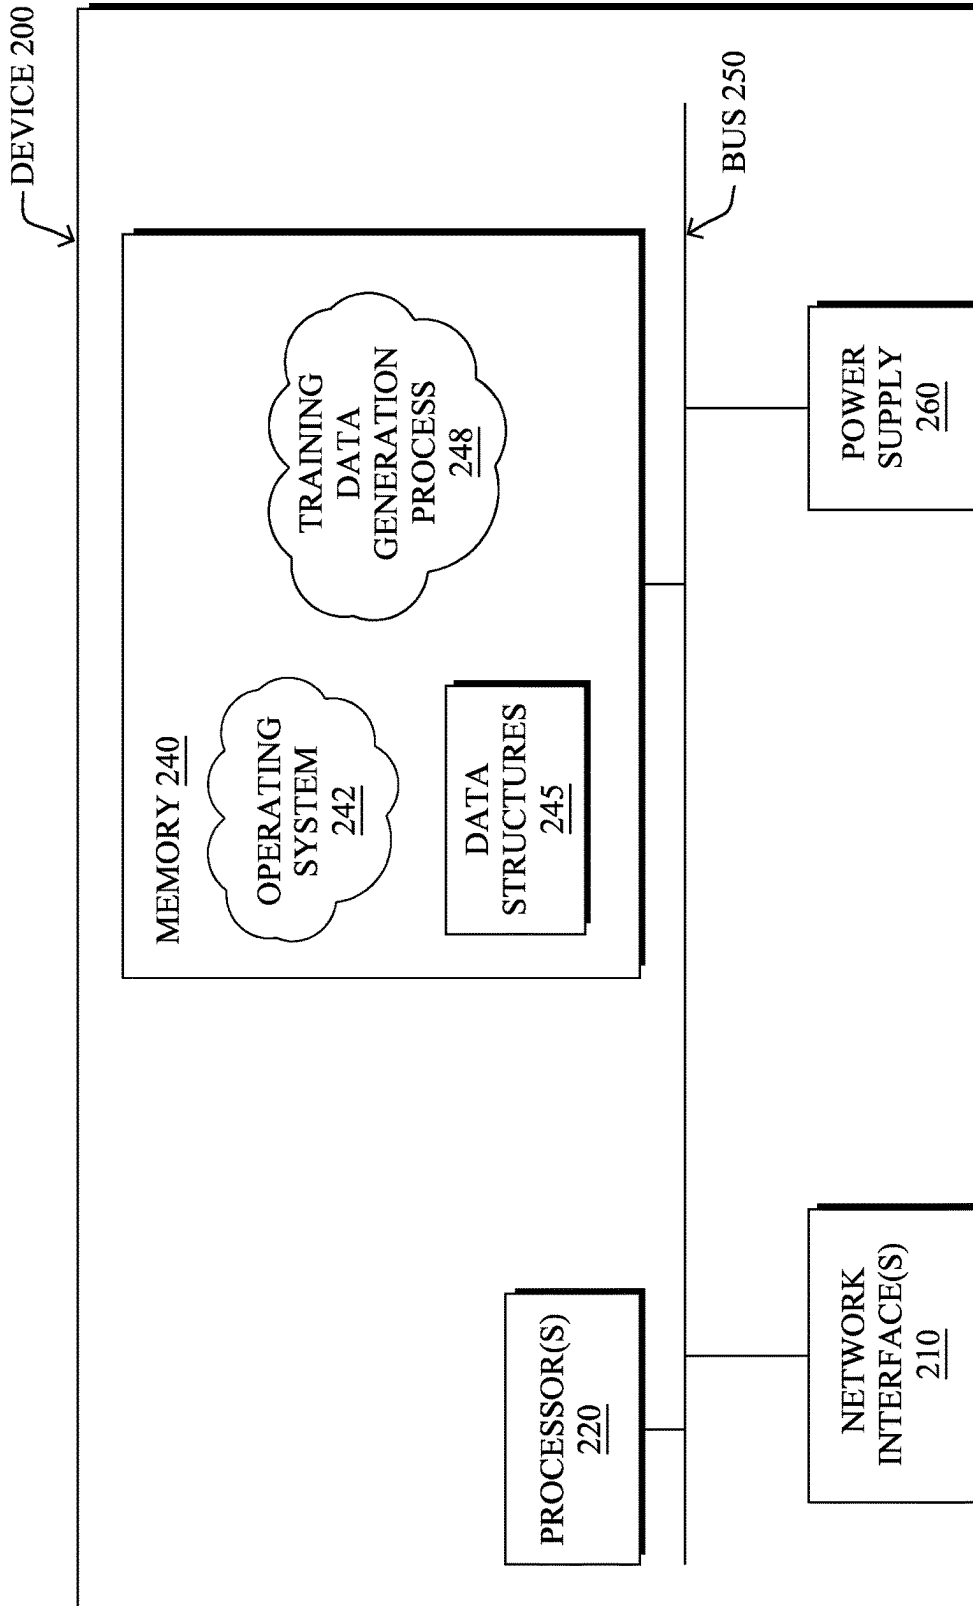 DEVICE 200
MEMORY 240
OPERATING
SYSTEM
242
TRAINING
DATA
GENERATION
PROCESS
248
DATA
STRUCTURES
245
PROCESSOR(S)
220
BUS 250
NETWORK
INTERFACE(S)
210
POWER
SUPPLY
260